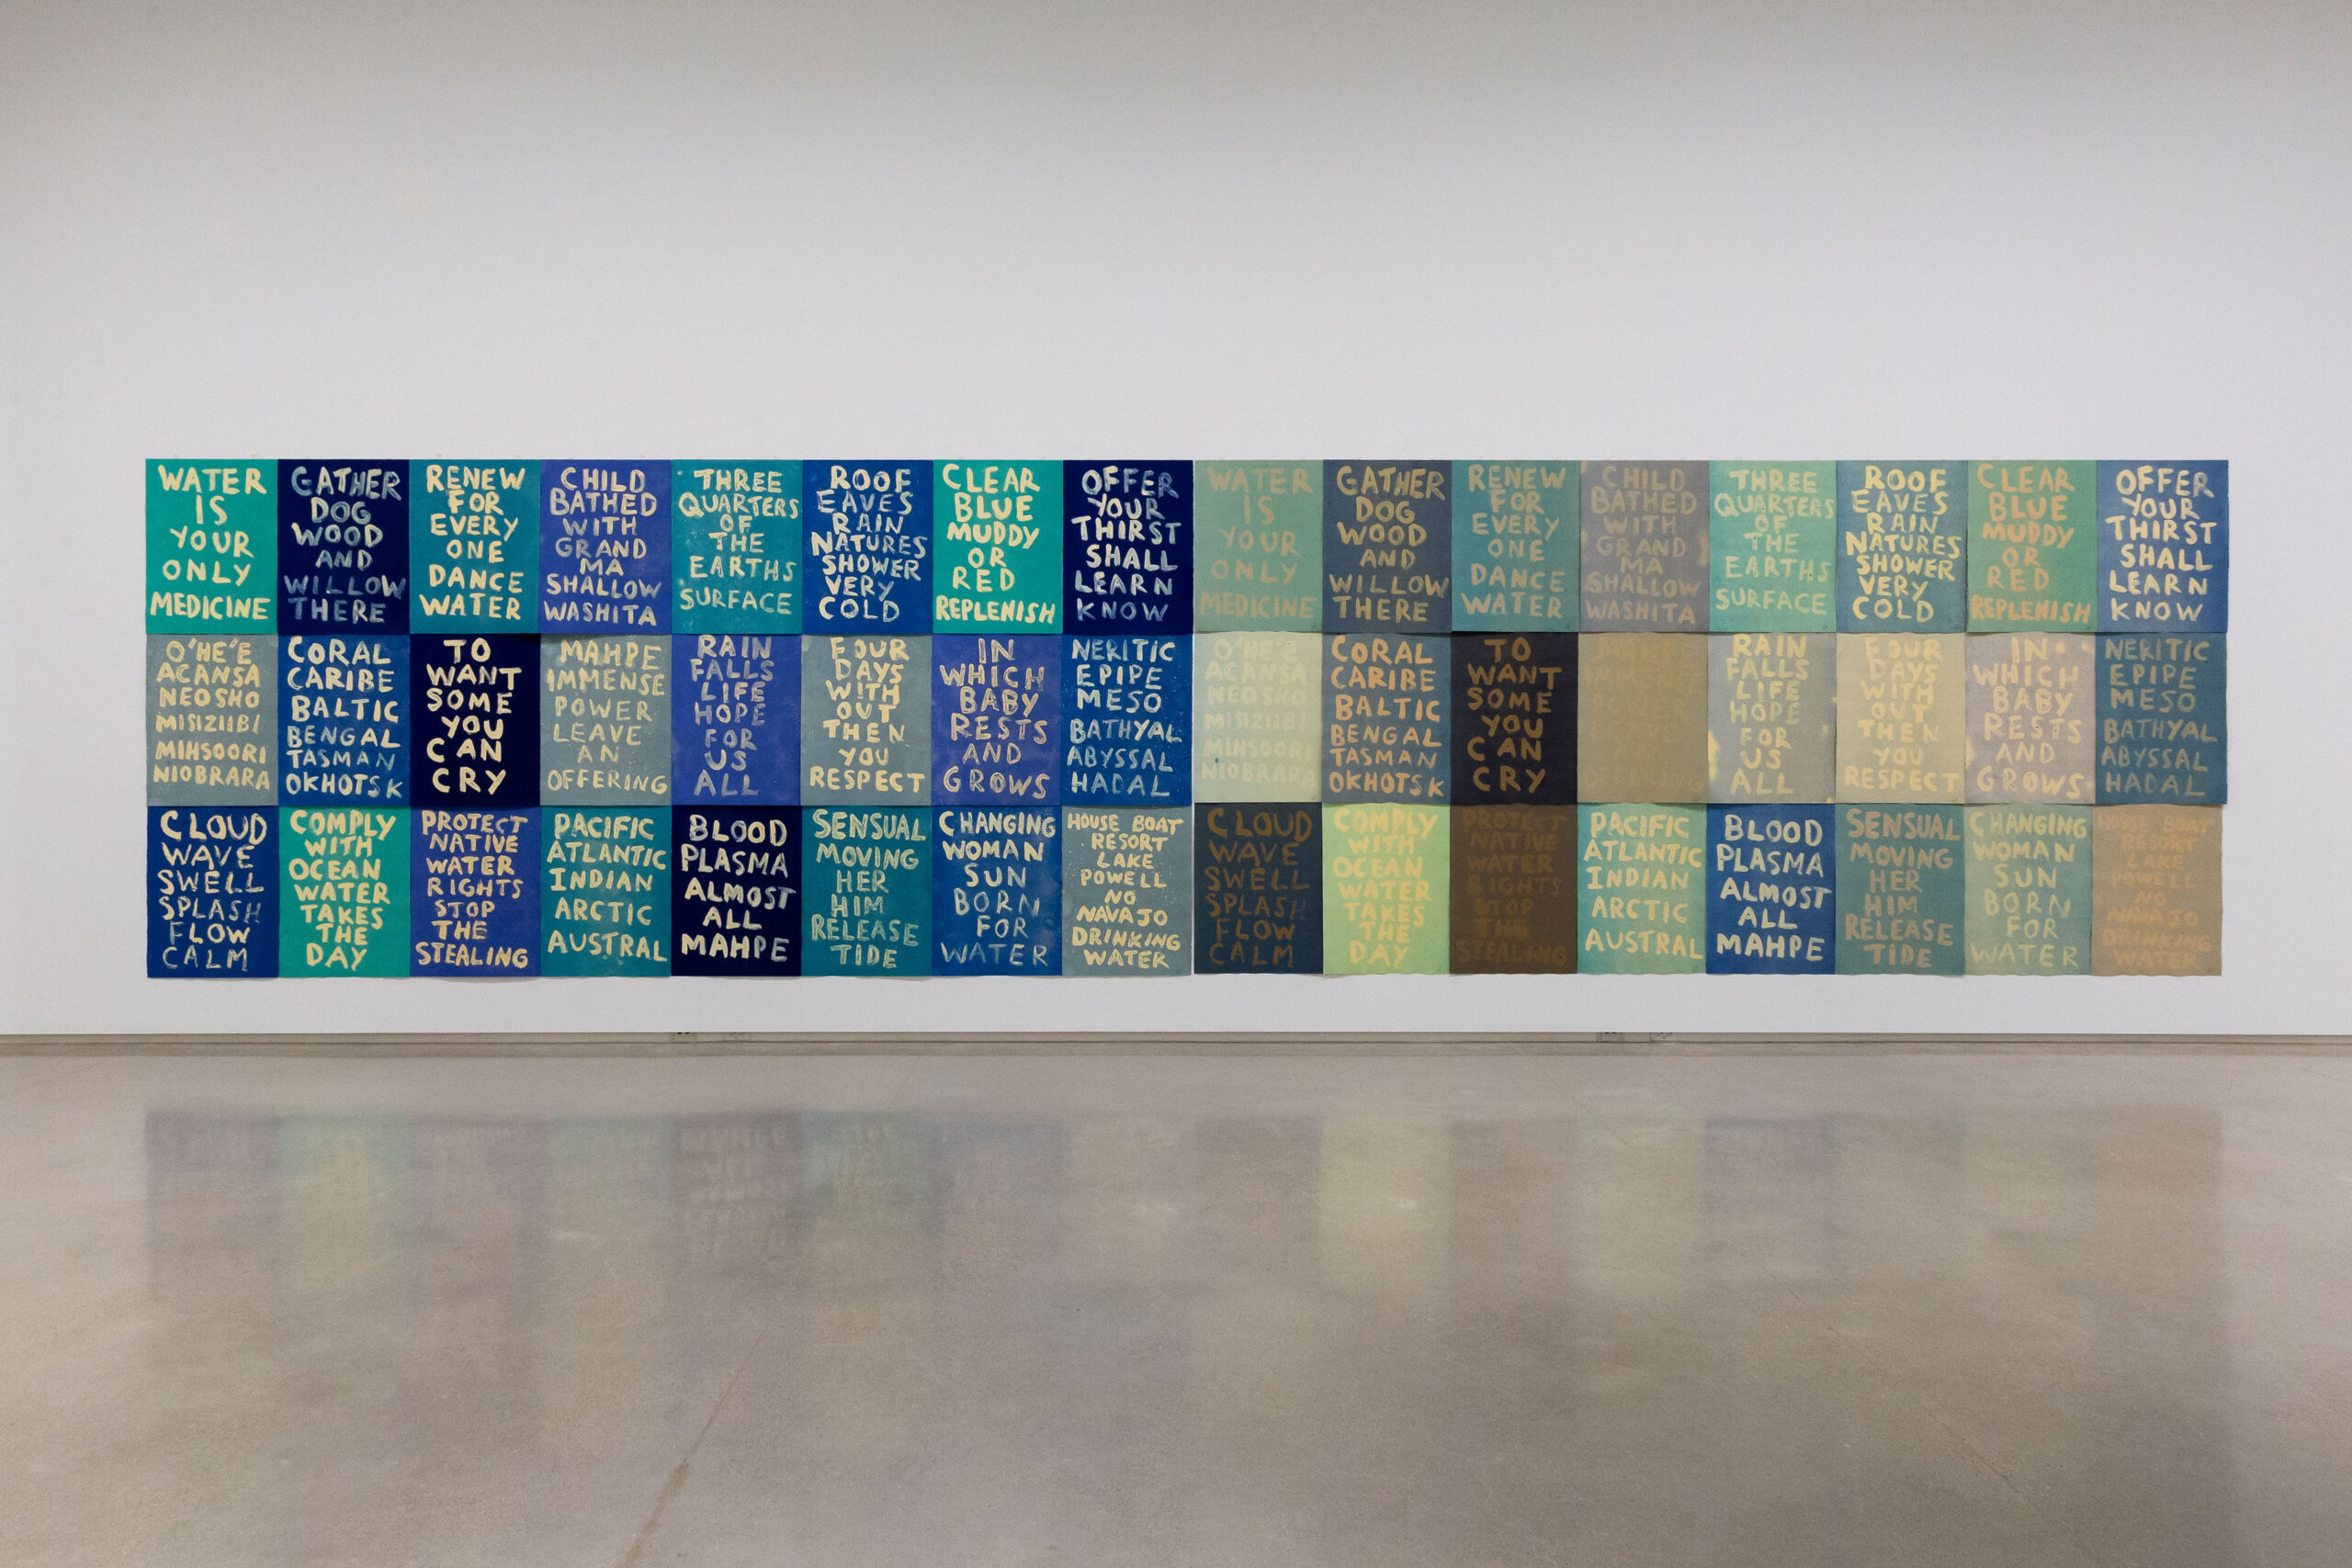 WATER
IS
YOUR
ONLY
MEDICINE
GATHER
DOG
WOOD
AND
WILLOW
THERE
RENEW
FOR
EVERY
ONE
DANCE
WATER
CHILD
BATHED
WITH
GRAND
MA
SHALLOW
WASHITA
THREE
QUARTERS
OF
THE
EARTHS
SURFACE
ROOF
EAVES
RAIN
NATURES
SHOWER
VERY
COLD
CLEAR
BLUE
MUDDY
OR
RED
REPLENISH
OFFER
YOUR
THIRST
SHALL
LEARN
KNOW
WATER
IS
YOUR
ONLY
MEDICINE
GATHER
DOG
WOOD
AND
WILLOW
THERE
RENEW
FOR
EVERY
ONE
DANCE
WATER
CHILD
BATHED
WITH
GRAND
MA
SHALLOW
WASHITA
THREE
QUARTERS
OF
THE
EARTHS
SURFACE
ROOF
EAVES
RAIN
NATURES
SHOWER
VERY
COLD
CLEAR
BLUE
MUDDY
OR
RED
REPLENISH
OFFER
YOUR
THIRST
SHALL
LEARN
KNOW
O'HE'E
ACANSA
NEOSHO
MISIZIIBI
MIHSOORI
NIOBRARA
CORAL
CARIBE
BALTIC
BENGAL
TASMAN
OKHOTSK
TO
WANT
SOME
YOU
CAN
CRY
MAHPE
IMMENSE
POWER
LEAVE
AN
OFFERING
RAIN
FALLS
LIFE
HOPE
FOR
US
ALL
FOUR
DAYS
WITH
OUT
THEN
YOU
RESPECT
IN
WHICH
BABY
RESTS
AND
GROWS
NERITIC
EPIPE
MESO
BATHYAL
ABYSSAL
HADAL
O'HE'E
ACANSA
NEOSHO
MISIZIIBI
MIHSOORI
NIOBRARA
CORAL
CARIBE
BALTIC
BENGAL
TASMAN
OKHOTSK
TO
WANT
SOME
YOU
CAN
CRY
RAIN
FALLS
LIFE
HOPE
FOR
US
ALL
FOUR
DAYS
WITH
OUT
THEN
YOU
RESPECT
IN
WHICH
BABY
RESTS
AND
GROWS
NERITIC
EPIPE
MESO
BATHYAL
ABYSSAL
HADAL
CLOUD
WAVE
SWELL
SPLASH
FLOW
CALM
COMPLY
WITH
OCEAN
WATER
TAKES
THE
DAY
PROTECT
NATIVE
WATER
RIGHTS
STOP
THE
STEALING
PACIFIC
ATLANTIC
INDIAN
ARCTIC
AUSTRAL
BLOOD
PLASMA
ALMOST
ALL
MAHPE
SENSUAL
MOVING
HER
HIM
RELEASE
TIDE
CHANGING
WOMAN
SUN
BORN
FOR
WATER
HOUSE BOAT
RESORT
LAKE
POWELL
NO
NAVAJO
DRINKING
WATER
CLOUD
WAVE
SWELL
SPLASH
FLOW
CALM
COMPLY
WITH
OCEAN
WATER
TAKES
THE
DAY
PROTECT
NATIVE
WATER
RIGHTS
STOP
THE
STEALING
PACIFIC
ATLANTIC
INDIAN
ARCTIC
AUSTRAL
BLOOD
PLASMA
ALMOST
ALL
MAHPE
SENSUAL
MOVING
HER
HIM
RELEASE
TIDE
CHANGING
WOMAN
SUN
BORN
FOR
WATER
HOUSE BOAT
RESORT
LAKE
POWELL
NO
NAVAJO
DRINKING
WATER